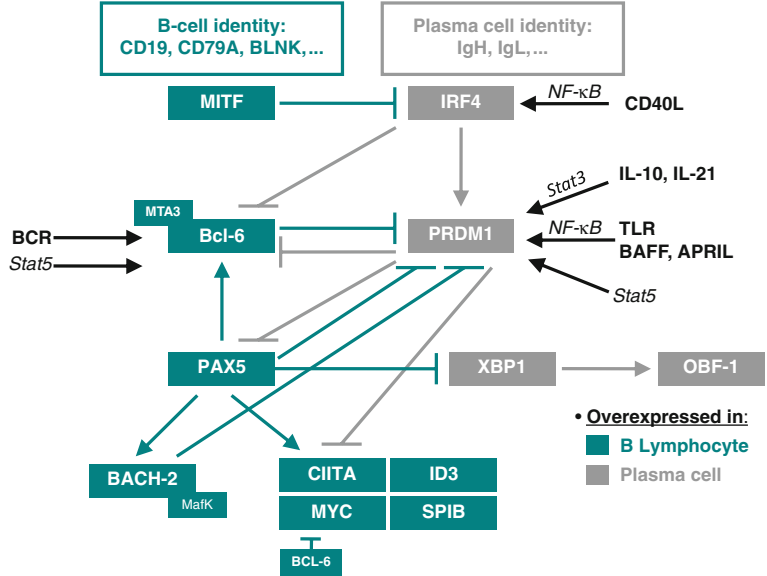 B-cell identity:
CD19, CD79A, BLNK,...
Plasma cell identity:
IgH, IgL,...
MITF
IRF4
NF-κB
CD40L
MTA3
Bcl-6
PRDM1
BCR
Stat5
Stat3
IL-10, IL-21
NF-κB
TLR
BAFF, APRIL
Stat5
PAX5
XBP1
OBF-1
• Overexpressed in:
B Lymphocyte
Plasma cell
BACH-2
MafK
CIITA
ID3
MYC
SPIB
BCL-6